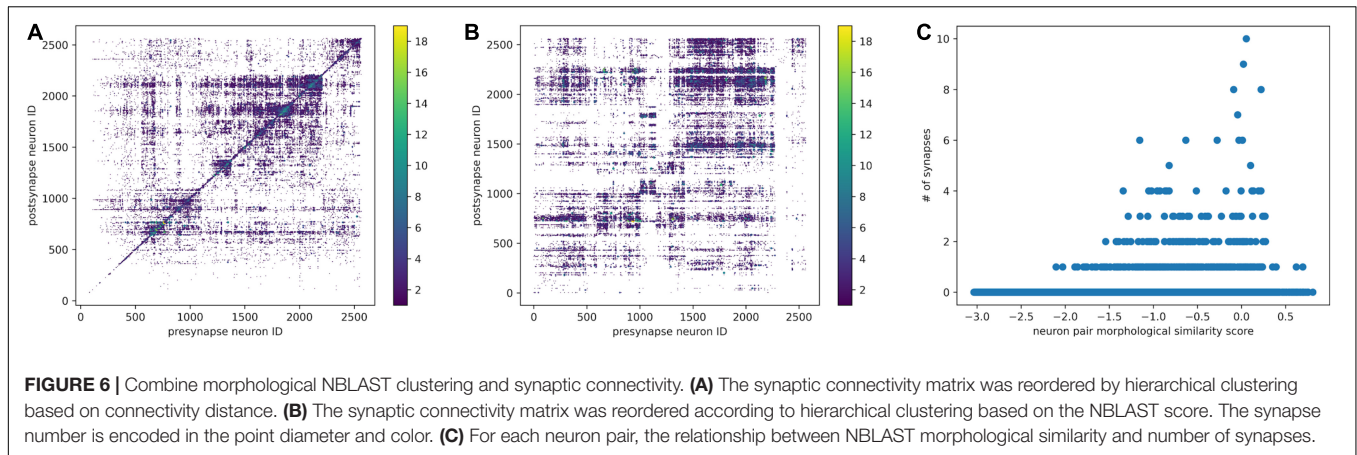 A
2500
2000
1500
1000
500
0
postsynapse neuron ID
0 500 1000 1500 2000 2500
presynapse neuron ID
18
16
14
12
10
8
6
4
2
B
2500
2000
1500
1000
500
0
postsynapse neuron ID
0 500 1000 1500 2000 2500
presynapse neuron ID
18
16
14
12
10
8
6
4
2
C
10
8
6
4
2
0
# of synapses
−3.0 −2.5 −2.0 −1.5 −1.0 −0.5 0.0 0.5
neuron pair morphological similarity score
FIGURE 6 | Combine morphological NBLAST clustering and synaptic connectivity. (A) The synaptic connectivity matrix was reordered by hierarchical clustering
based on connectivity distance. (B) The synaptic connectivity matrix was reordered according to hierarchical clustering based on the NBLAST score. The synapse
number is encoded in the point diameter and color. (C) For each neuron pair, the relationship between NBLAST morphological similarity and number of synapses.